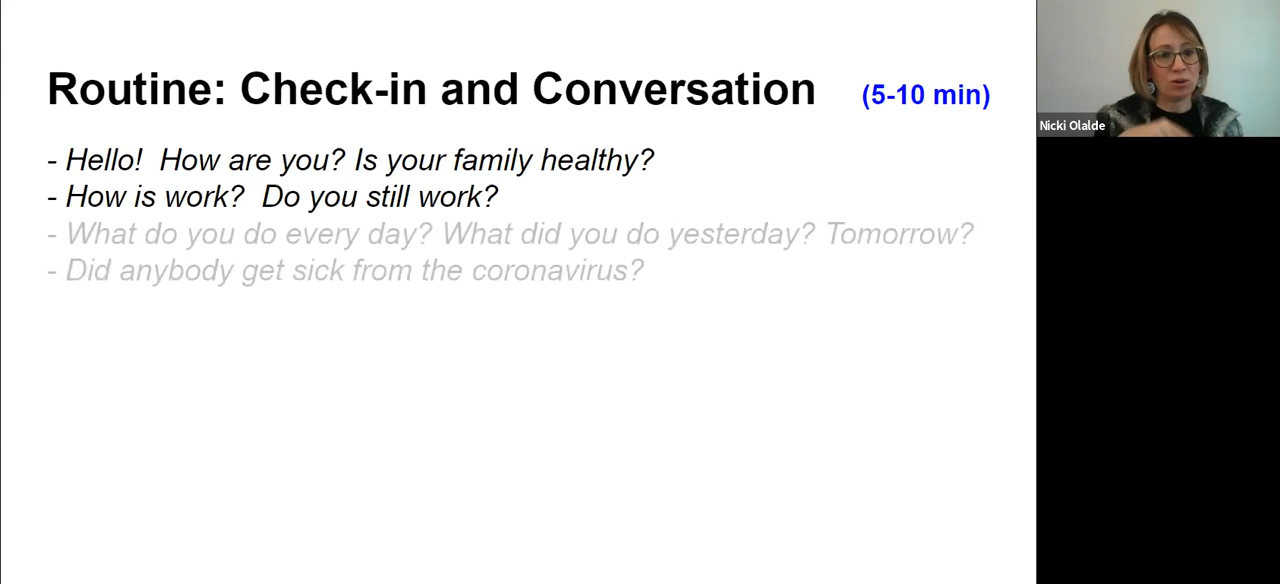 Routine: Check-in and Conversation (5-10 min)
- Hello!  How are you? Is your family healthy?
- How is work?  Do you still work?
- What do you do every day? What did you do yesterday? Tomorrow?
- Did anybody get sick from the coronavirus?
Nicki Olalde